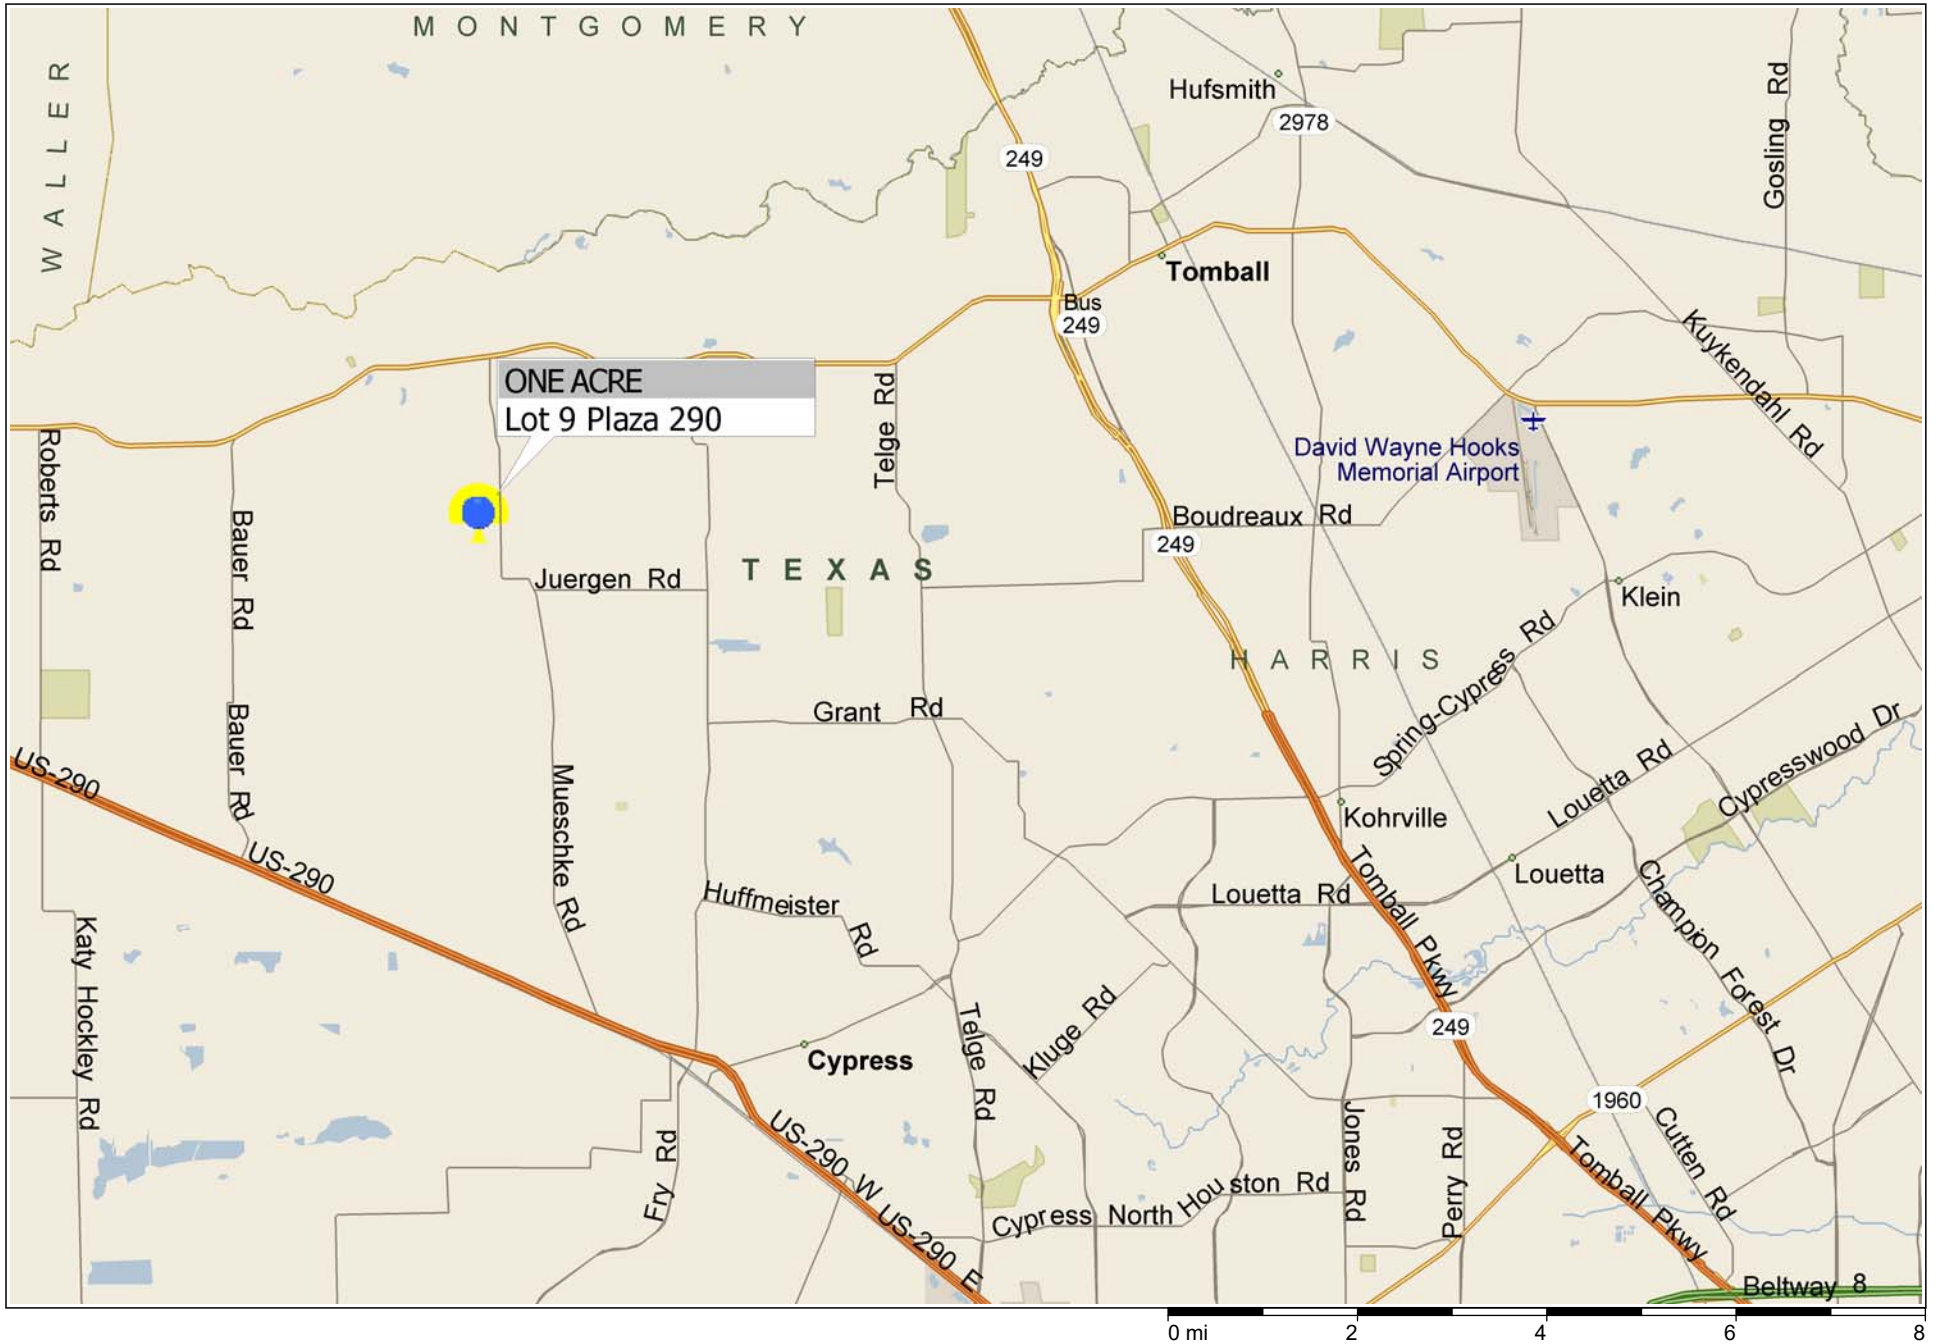 MONTGOMERY
WALLER
Hufsmith
2978
Gosling Rd
249
Tomball
Bus
249
Kuykendahl Rd
ONE ACRE
Lot 9 Plaza 290
Telge Rd
David Wayne Hooks
Memorial Airport
Roberts Rd
Bauer Rd
Boudreaux Rd
249
Juergen Rd
TEXAS
Klein
HARRIS
Spring-Cypress Rd
Grant Rd
Bauer Rd
US-290
Mueschke Rd
Louetta Rd
Cypresswood Dr
Kohrville
US-290
Huffmeister Rd
Louetta Rd
Louetta
Tomball Pkwy
Champion Forest Dr
Katy Hockley Rd
Telge Rd
Kluge Rd
249
Cypress
1960
Cutten Rd
US-290 W
Fry Rd
Jones Rd
Perry Rd
Tomball Pkwy
Cypress North Houston Rd
US-290 E
Beltway 8
0 mi 2 4 6 8